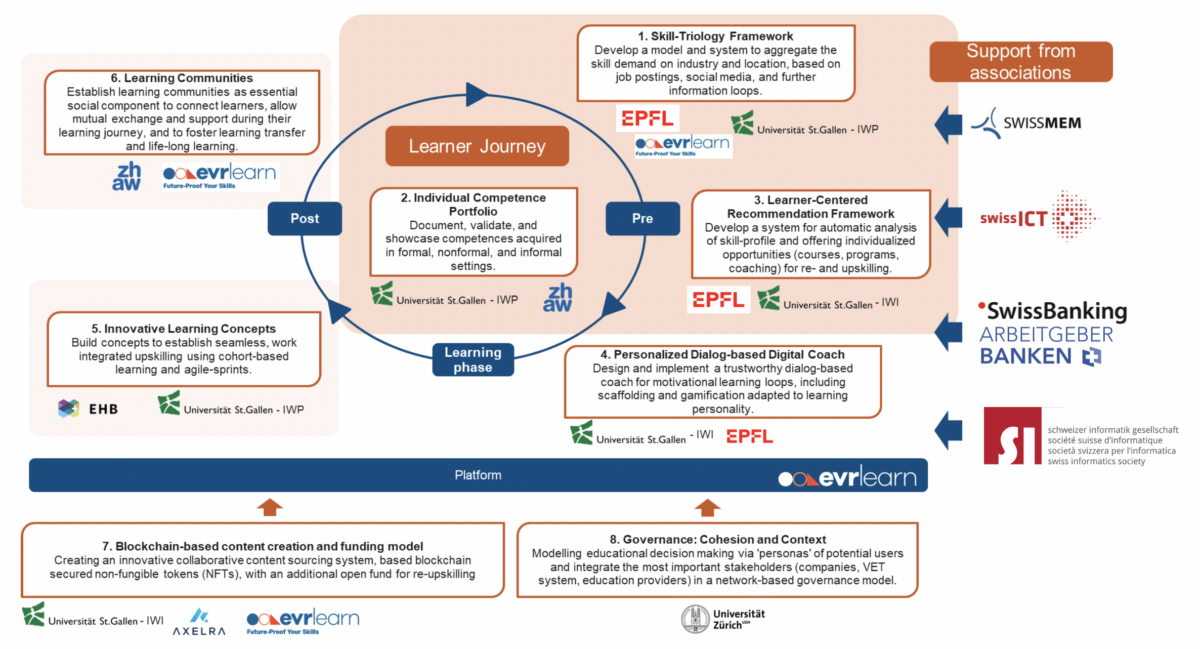 1. Skill-Triology Framework
Develop a model and system to aggregate the
skill demand on industry and location, based on
job postings, social media, and further
information loops.
EPFL
Universität St.Gallen - IWP
evrlearn
Future-Proof Your Skills
Support from
associations
SWISSMEM
swissICT
SwissBanking
ARBEITGEBER
BANKEN
SI
schweizer informatik gesellschaft
société suisse d'informatique
società svizzera per l'informatica
swiss informatics society
6. Learning Communities
Establish learning communities as essential
social component to connect learners, allow
mutual exchange and support during their
learning journey, and to foster learning transfer
and life-long learning.
zh
aw
evrlearn
Future-Proof Your Skills
Learner Journey
Post
Pre
Learning
phase
2. Individual Competence
Portfolio
Document, validate, and
showcase competences acquired
in formal, nonformal, and informal
settings.
Universität St.Gallen - IWP
zh
aw
3. Learner-Centered
Recommendation Framework
Develop a system for automatic analysis
of skill-profile and offering individualized
opportunities (courses, programs,
coaching) for re- and upskilling.
EPFL
Universität St.Gallen - IWI
5. Innovative Learning Concepts
Build concepts to establish seamless, work
integrated upskilling using cohort-based
learning and agile-sprints.
EHB
Universität St.Gallen - IWP
4. Personalized Dialog-based Digital Coach
Design and implement a trustworthy dialog-based
coach for motivational learning loops, including
scaffolding and gamification adapted to learning
personality.
Universität St.Gallen - IWI
EPFL
Platform
evrlearn
7. Blockchain-based content creation and funding model
Creating an innovative collaborative content sourcing system, based blockchain
secured non-fungible tokens (NFTs), with an additional open fund for re-upskilling
Universität St.Gallen - IWI
AXELRA
evrlearn
Future-Proof Your Skills
8. Governance: Cohesion and Context
Modelling educational decision making via 'personas' of potential users
and integrate the most important stakeholders (companies, VET
system, education providers) in a network-based governance model.
Universität
Zürich UZH